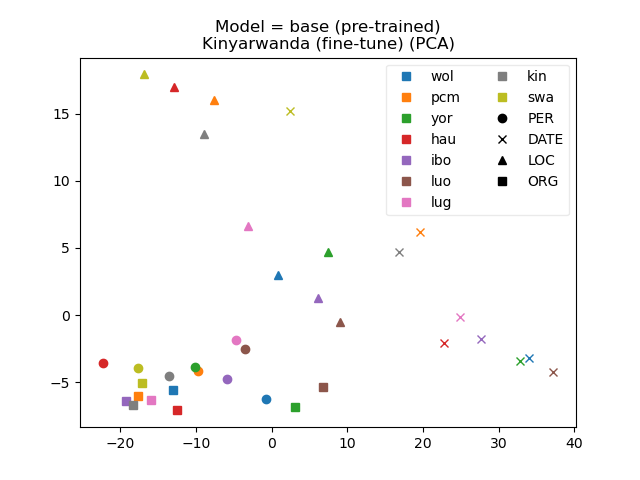 Model = base (pre-trained)
Kinyarwanda (fine-tune) (PCA)
wol
pcm
yor
hau
ibo
luo
lug
kin
swa
PER
DATE
LOC
ORG
15
10
5
0
−5
−20
−10
0
10
20
30
40